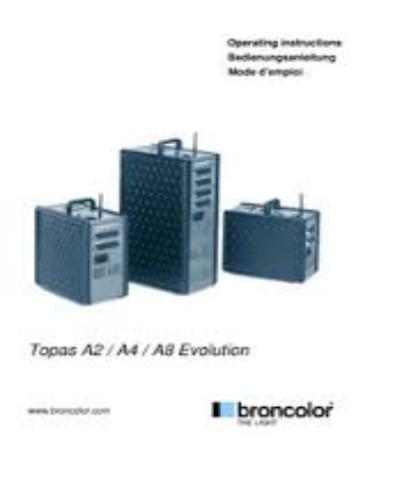 Operating instructions
Bedienungsanleitung
Mode d'emploi
Topas A2 / A4 / A8 Evolution
www.broncolor.com
broncolor
THE LIGHT